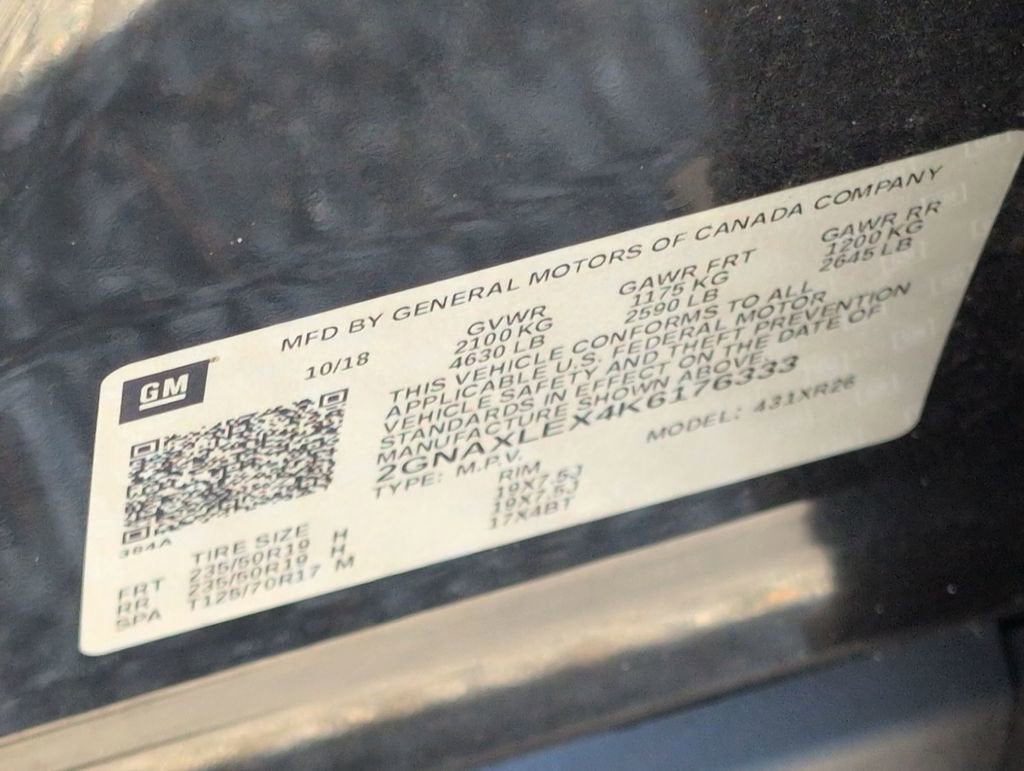 MFD BY GENERAL MOTORS OF CANADA COMPANY
GM
10/18
GVWR
2100 KG
4630 LB
GAWR FRT
1175 KG
2590 LB
GAWR RR
1200 KG
2645 LB
THIS VEHICLE CONFORMS TO ALL
APPLICABLE U.S. FEDERAL MOTOR
VEHICLE SAFETY AND THEFT PREVENTION
STANDARDS IN EFFECT ON THE DATE OF
MANUFACTURE SHOWN ABOVE.
2GNAXLEX4K6176333
TYPE: M.P.V.
MODEL: 431XR26
384A
TIRE SIZE
RIM
FRT 235/50R19 H 19X7.5J
RR 235/50R19 H 19X7.5J
SPA T125/70R17 M 17X4BT